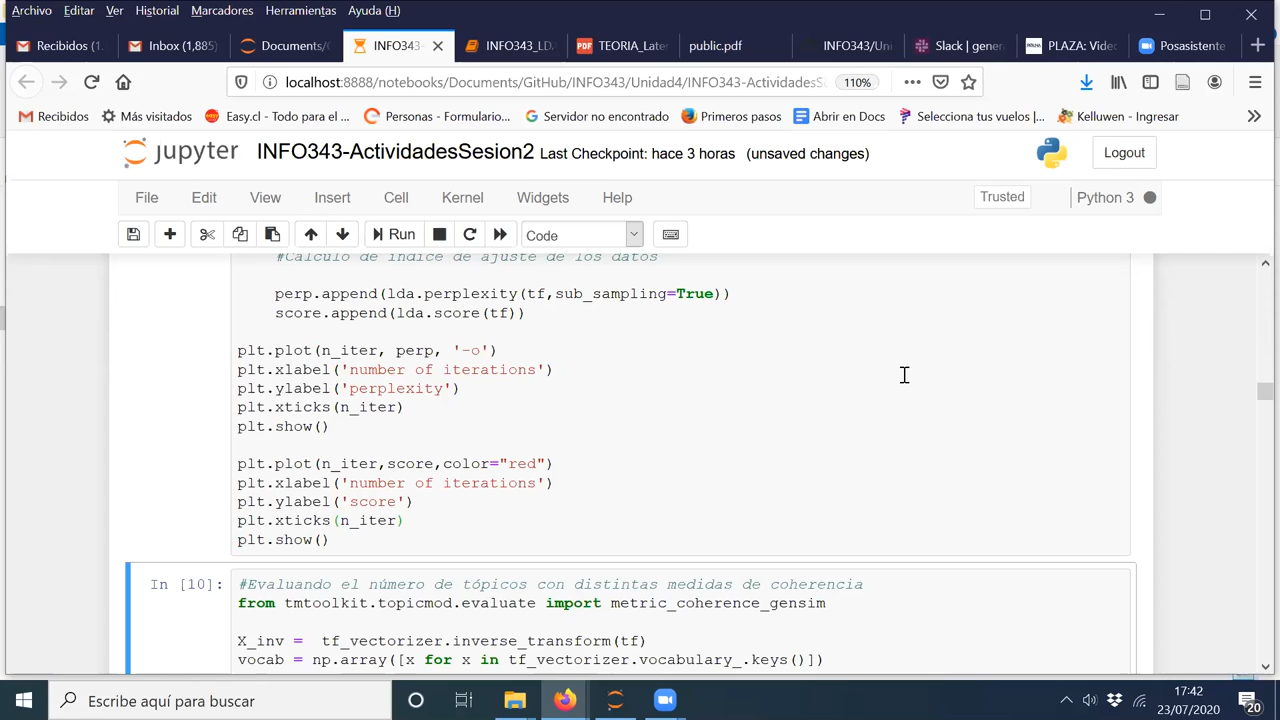 Archivo Editar Ver Historial Marcadores Herramientas Ayuda (H)
Recibidos (1. Inbox (1,885) Documents/ INFO343- INFO343_LD TEORIA_Later public.pdf INFO343/Uni Slack | gener PLAZA: Video Posasistente
localhost:8888/notebooks/Documents/GitHub/INFO343/Unidad4/INFO343-ActividadesSe 110%
Recibidos Más visitados Easy.cl - Todo para el ... Personas - Formulario... Servidor no encontrado Primeros pasos Abrir en Docs Selecciona tus vuelos |... Kelluwen - Ingresar
jupyter INFO343-ActividadesSesion2 Last Checkpoint: hace 3 horas (unsaved changes) Logout
File Edit View Insert Cell Kernel Widgets Help Trusted Python 3
Run Code
#Calculo de indice de ajuste de los datos
perp.append(lda.perplexity(tf,sub_sampling=True))
score.append(lda.score(tf))
plt.plot(n_iter, perp, '-o')
plt.xlabel('number of iterations')
plt.ylabel('perplexity')
plt.xticks(n_iter)
plt.show()
plt.plot(n_iter,score,color="red")
plt.xlabel('number of iterations')
plt.ylabel('score')
plt.xticks(n_iter)
plt.show()
In [10]: #Evaluando el número de tópicos con distintas medidas de coherencia
from tmtoolkit.topicmod.evaluate import metric_coherence_gensim
X_inv = tf_vectorizer.inverse_transform(tf)
vocab = np.array([x for x in tf_vectorizer.vocabulary_.keys()])
Escribe aquí para buscar
17:42
23/07/2020
20